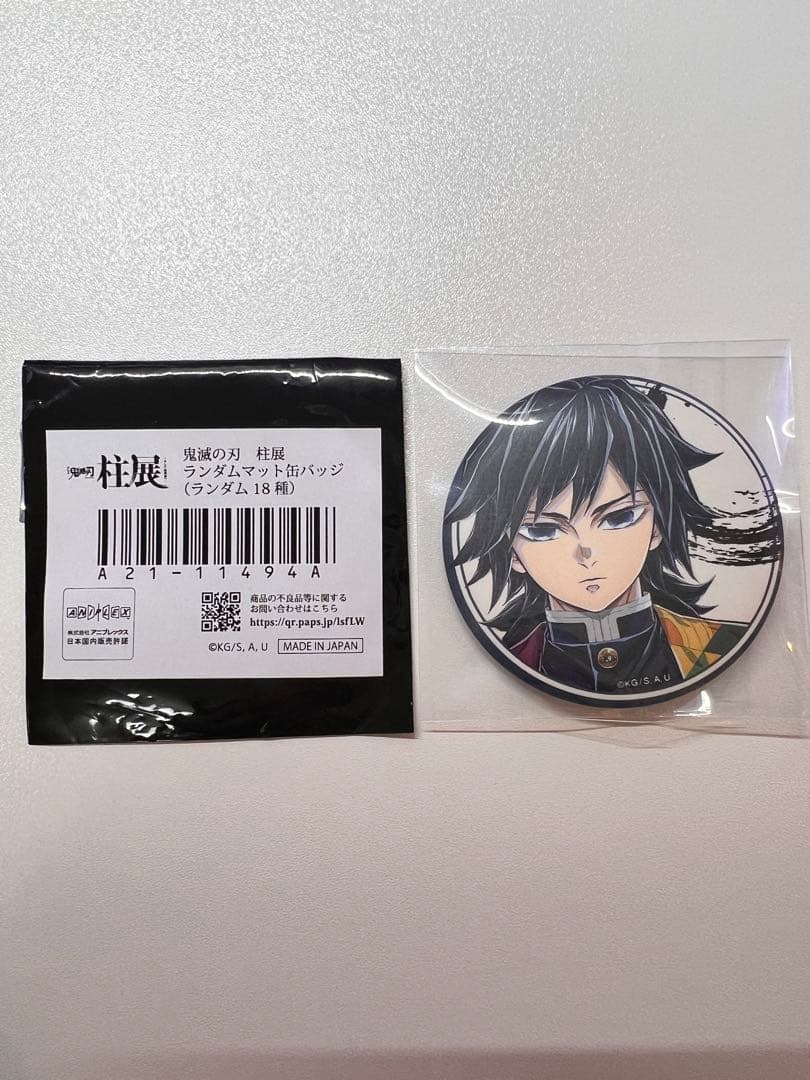 鬼滅の刃 柱展
鬼滅の刃 柱展
ランダムマット缶バッジ
(ランダム18種)
A21-11494A
ANIPLEX
株式会社 アニプレックス
日本国内販売許諾
商品の不良品等に関する
お問い合わせはこちら
https://qr.paps.jp/lsfLW
©KG/S, A, U MADE IN JAPAN
©KG/S, A, U